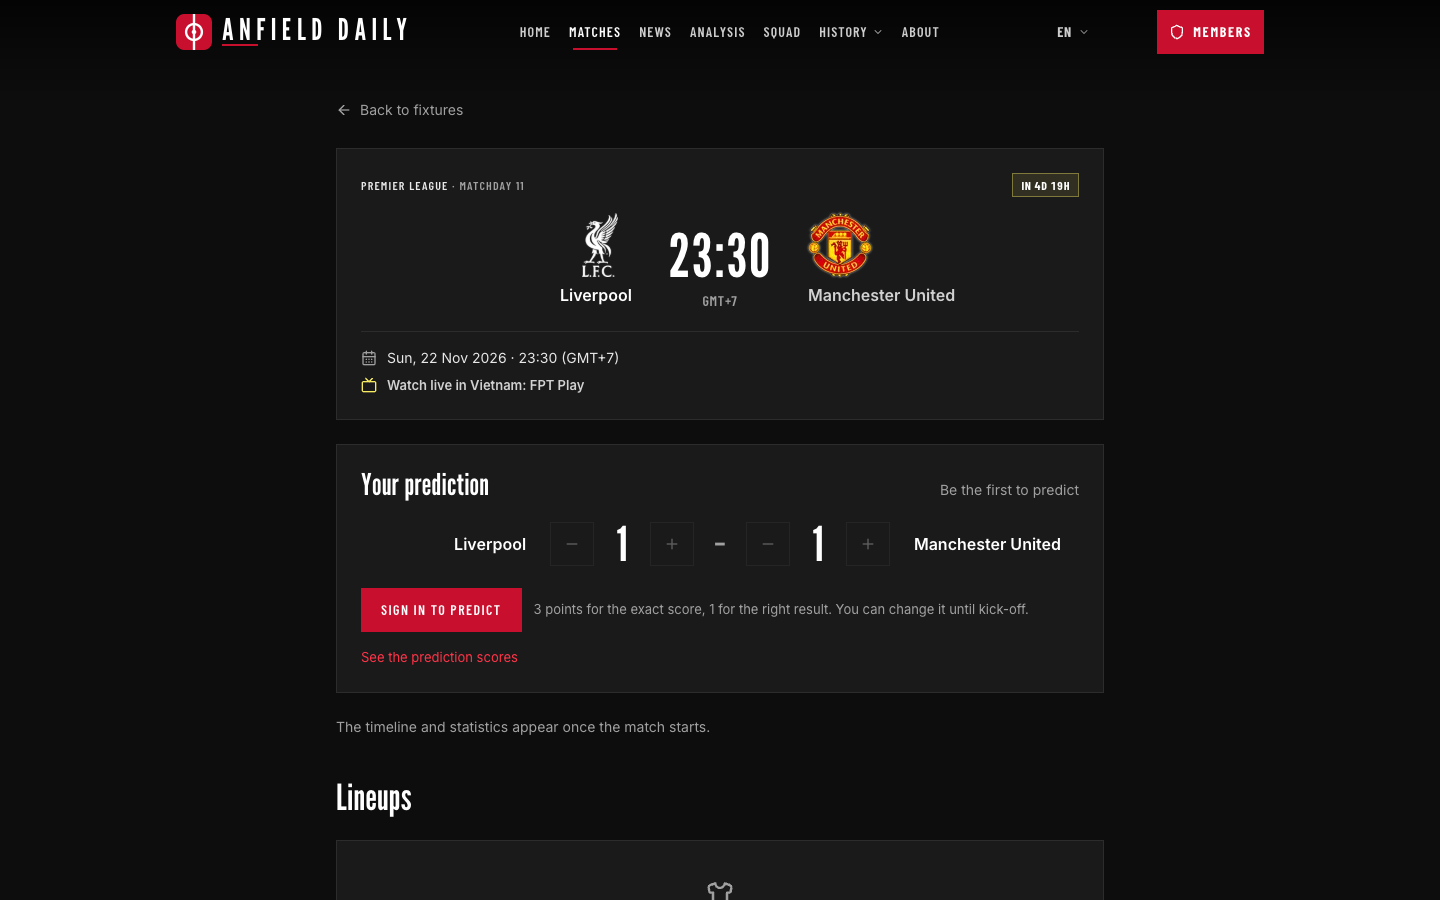 ANFIELD DAILY
HOME MATCHES NEWS ANALYSIS SQUAD HISTORY ABOUT EN MEMBERS
Back to fixtures
PREMIER LEAGUE · MATCHDAY 11
IN 4D 19H
L.F.C.
MANCHESTER UNITED
23:30
GMT+7
Liverpool
Manchester United
Sun, 22 Nov 2026 · 23:30 (GMT+7)
Watch live in Vietnam: FPT Play
Your prediction
Be the first to predict
Liverpool − 1 + - − 1 + Manchester United
SIGN IN TO PREDICT
3 points for the exact score, 1 for the right result. You can change it until kick-off.
See the prediction scores
The timeline and statistics appear once the match starts.
Lineups